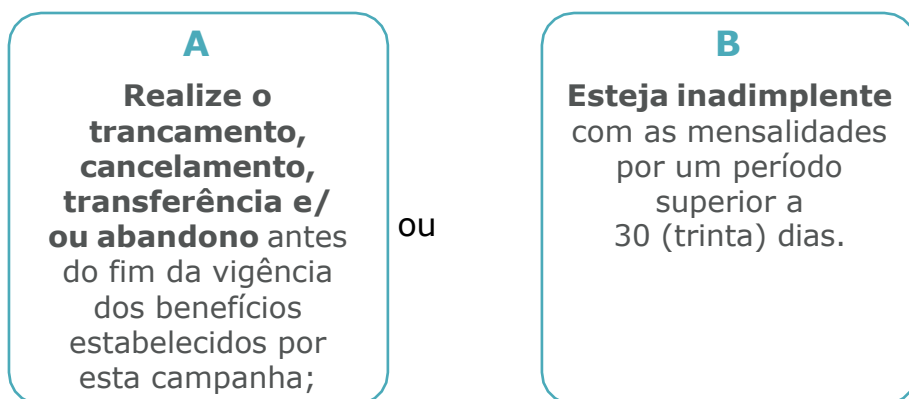 A
Realize o
trancamento,
cancelamento,
transferência e/
ou abandono antes
do fim da vigência
dos benefícios
estabelecidos por
esta campanha;
ou
B
Esteja inadimplente
com as mensalidades
por um período
superior a
30 (trinta) dias.